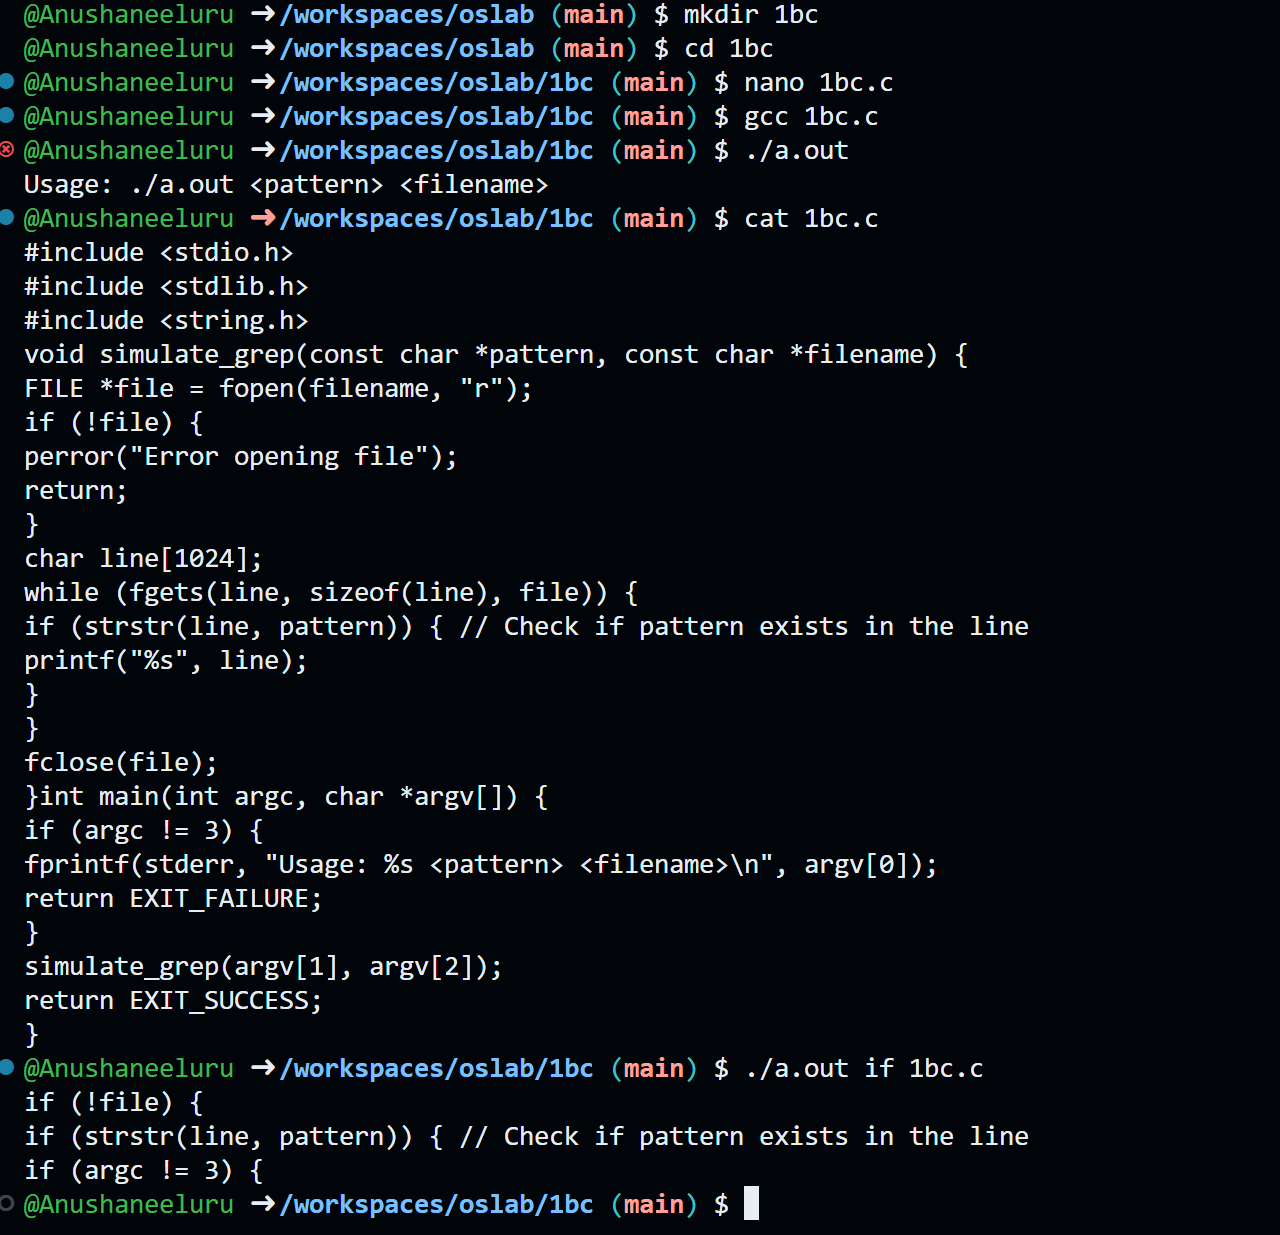 @Anushaneeluru ➜/workspaces/oslab (main) $ mkdir 1bc
@Anushaneeluru ➜/workspaces/oslab (main) $ cd 1bc
@Anushaneeluru ➜/workspaces/oslab/1bc (main) $ nano 1bc.c
@Anushaneeluru ➜/workspaces/oslab/1bc (main) $ gcc 1bc.c
@Anushaneeluru ➜/workspaces/oslab/1bc (main) $ ./a.out
Usage: ./a.out <pattern> <filename>
@Anushaneeluru ➜/workspaces/oslab/1bc (main) $ cat 1bc.c
#include <stdio.h>
#include <stdlib.h>
#include <string.h>
void simulate_grep(const char *pattern, const char *filename) {
FILE *file = fopen(filename, "r");
if (!file) {
perror("Error opening file");
return;
}
char line[1024];
while (fgets(line, sizeof(line), file)) {
if (strstr(line, pattern)) { // Check if pattern exists in the line
printf("%s", line);
}
}
fclose(file);
}int main(int argc, char *argv[]) {
if (argc != 3) {
fprintf(stderr, "Usage: %s <pattern> <filename>\n", argv[0]);
return EXIT_FAILURE;
}
simulate_grep(argv[1], argv[2]);
return EXIT_SUCCESS;
}
@Anushaneeluru ➜/workspaces/oslab/1bc (main) $ ./a.out if 1bc.c
if (!file) {
if (strstr(line, pattern)) { // Check if pattern exists in the line
if (argc != 3) {
@Anushaneeluru ➜/workspaces/oslab/1bc (main) $